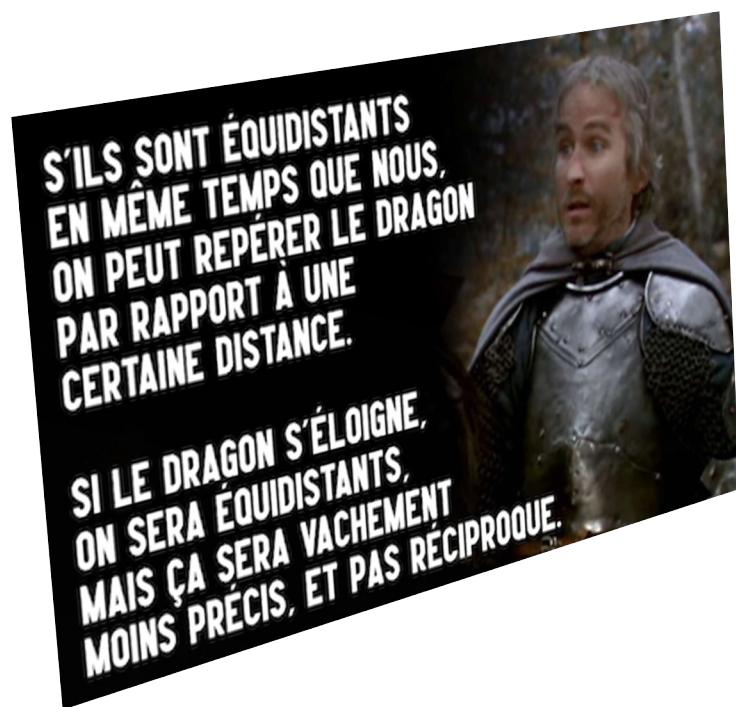 S'ILS SONT ÉQUIDISTANTS
EN MÊME TEMPS QUE NOUS,
ON PEUT REPÉRER LE DRAGON
PAR RAPPORT À UNE
CERTAINE DISTANCE.
SI LE DRAGON S'ÉLOIGNE,
ON SERA ÉQUIDISTANTS,
MAIS ÇA SERA VACHEMENT
MOINS PRÉCIS, ET PAS RÉCIPROQUE.